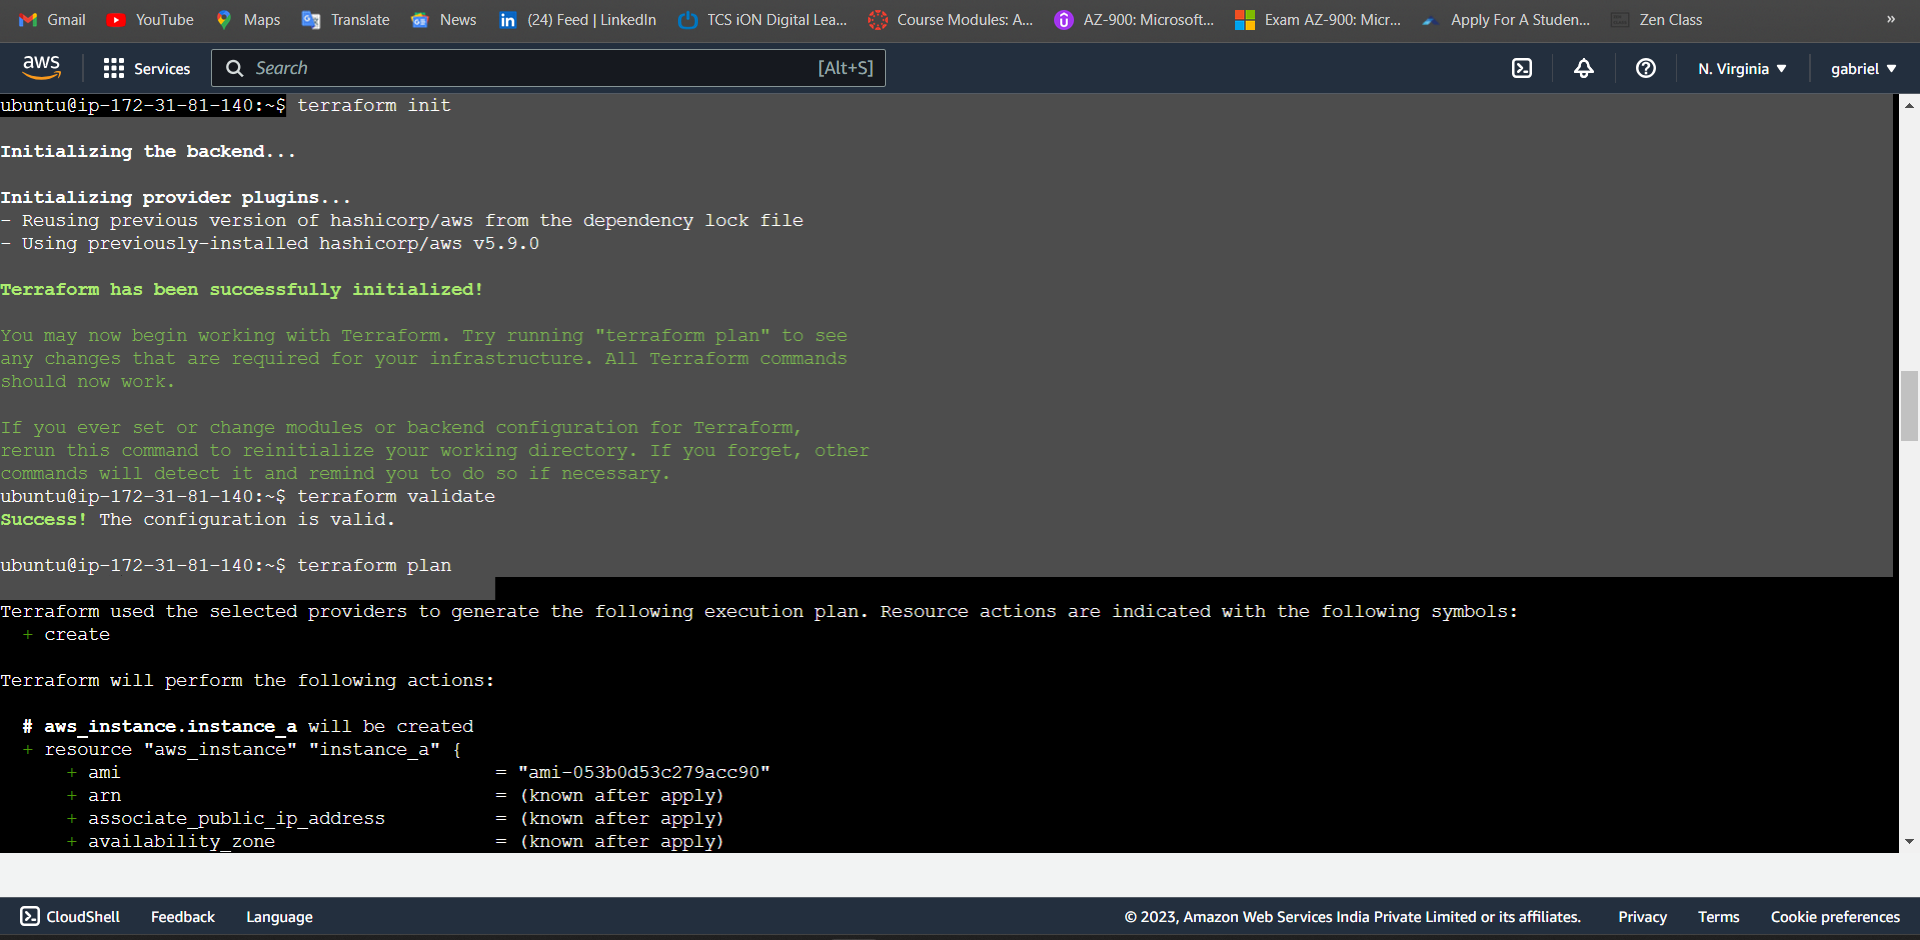 Gmail YouTube Maps Translate News (24) Feed | LinkedIn TCS iON Digital Lea... Course Modules: A... AZ-900: Microsoft... Exam AZ-900: Micr... Apply For A Studen... Zen Class »
aws Services Search [Alt+S] N. Virginia ▼ gabriel ▼
ubuntu@ip-172-31-81-140:~$ terraform init
Initializing the backend...
Initializing provider plugins...
- Reusing previous version of hashicorp/aws from the dependency lock file
- Using previously-installed hashicorp/aws v5.9.0
Terraform has been successfully initialized!
You may now begin working with Terraform. Try running "terraform plan" to see
any changes that are required for your infrastructure. All Terraform commands
should now work.
If you ever set or change modules or backend configuration for Terraform,
rerun this command to reinitialize your working directory. If you forget, other
commands will detect it and remind you to do so if necessary.
ubuntu@ip-172-31-81-140:~$ terraform validate
Success! The configuration is valid.
ubuntu@ip-172-31-81-140:~$ terraform plan
Terraform used the selected providers to generate the following execution plan. Resource actions are indicated with the following symbols:
+ create
Terraform will perform the following actions:
# aws_instance.instance_a will be created
+ resource "aws_instance" "instance_a" {
+ ami = "ami-053b0d53c279acc90"
+ arn = (known after apply)
+ associate_public_ip_address = (known after apply)
+ availability_zone = (known after apply)
CloudShell Feedback Language © 2023, Amazon Web Services India Private Limited or its affiliates. Privacy Terms Cookie preferences